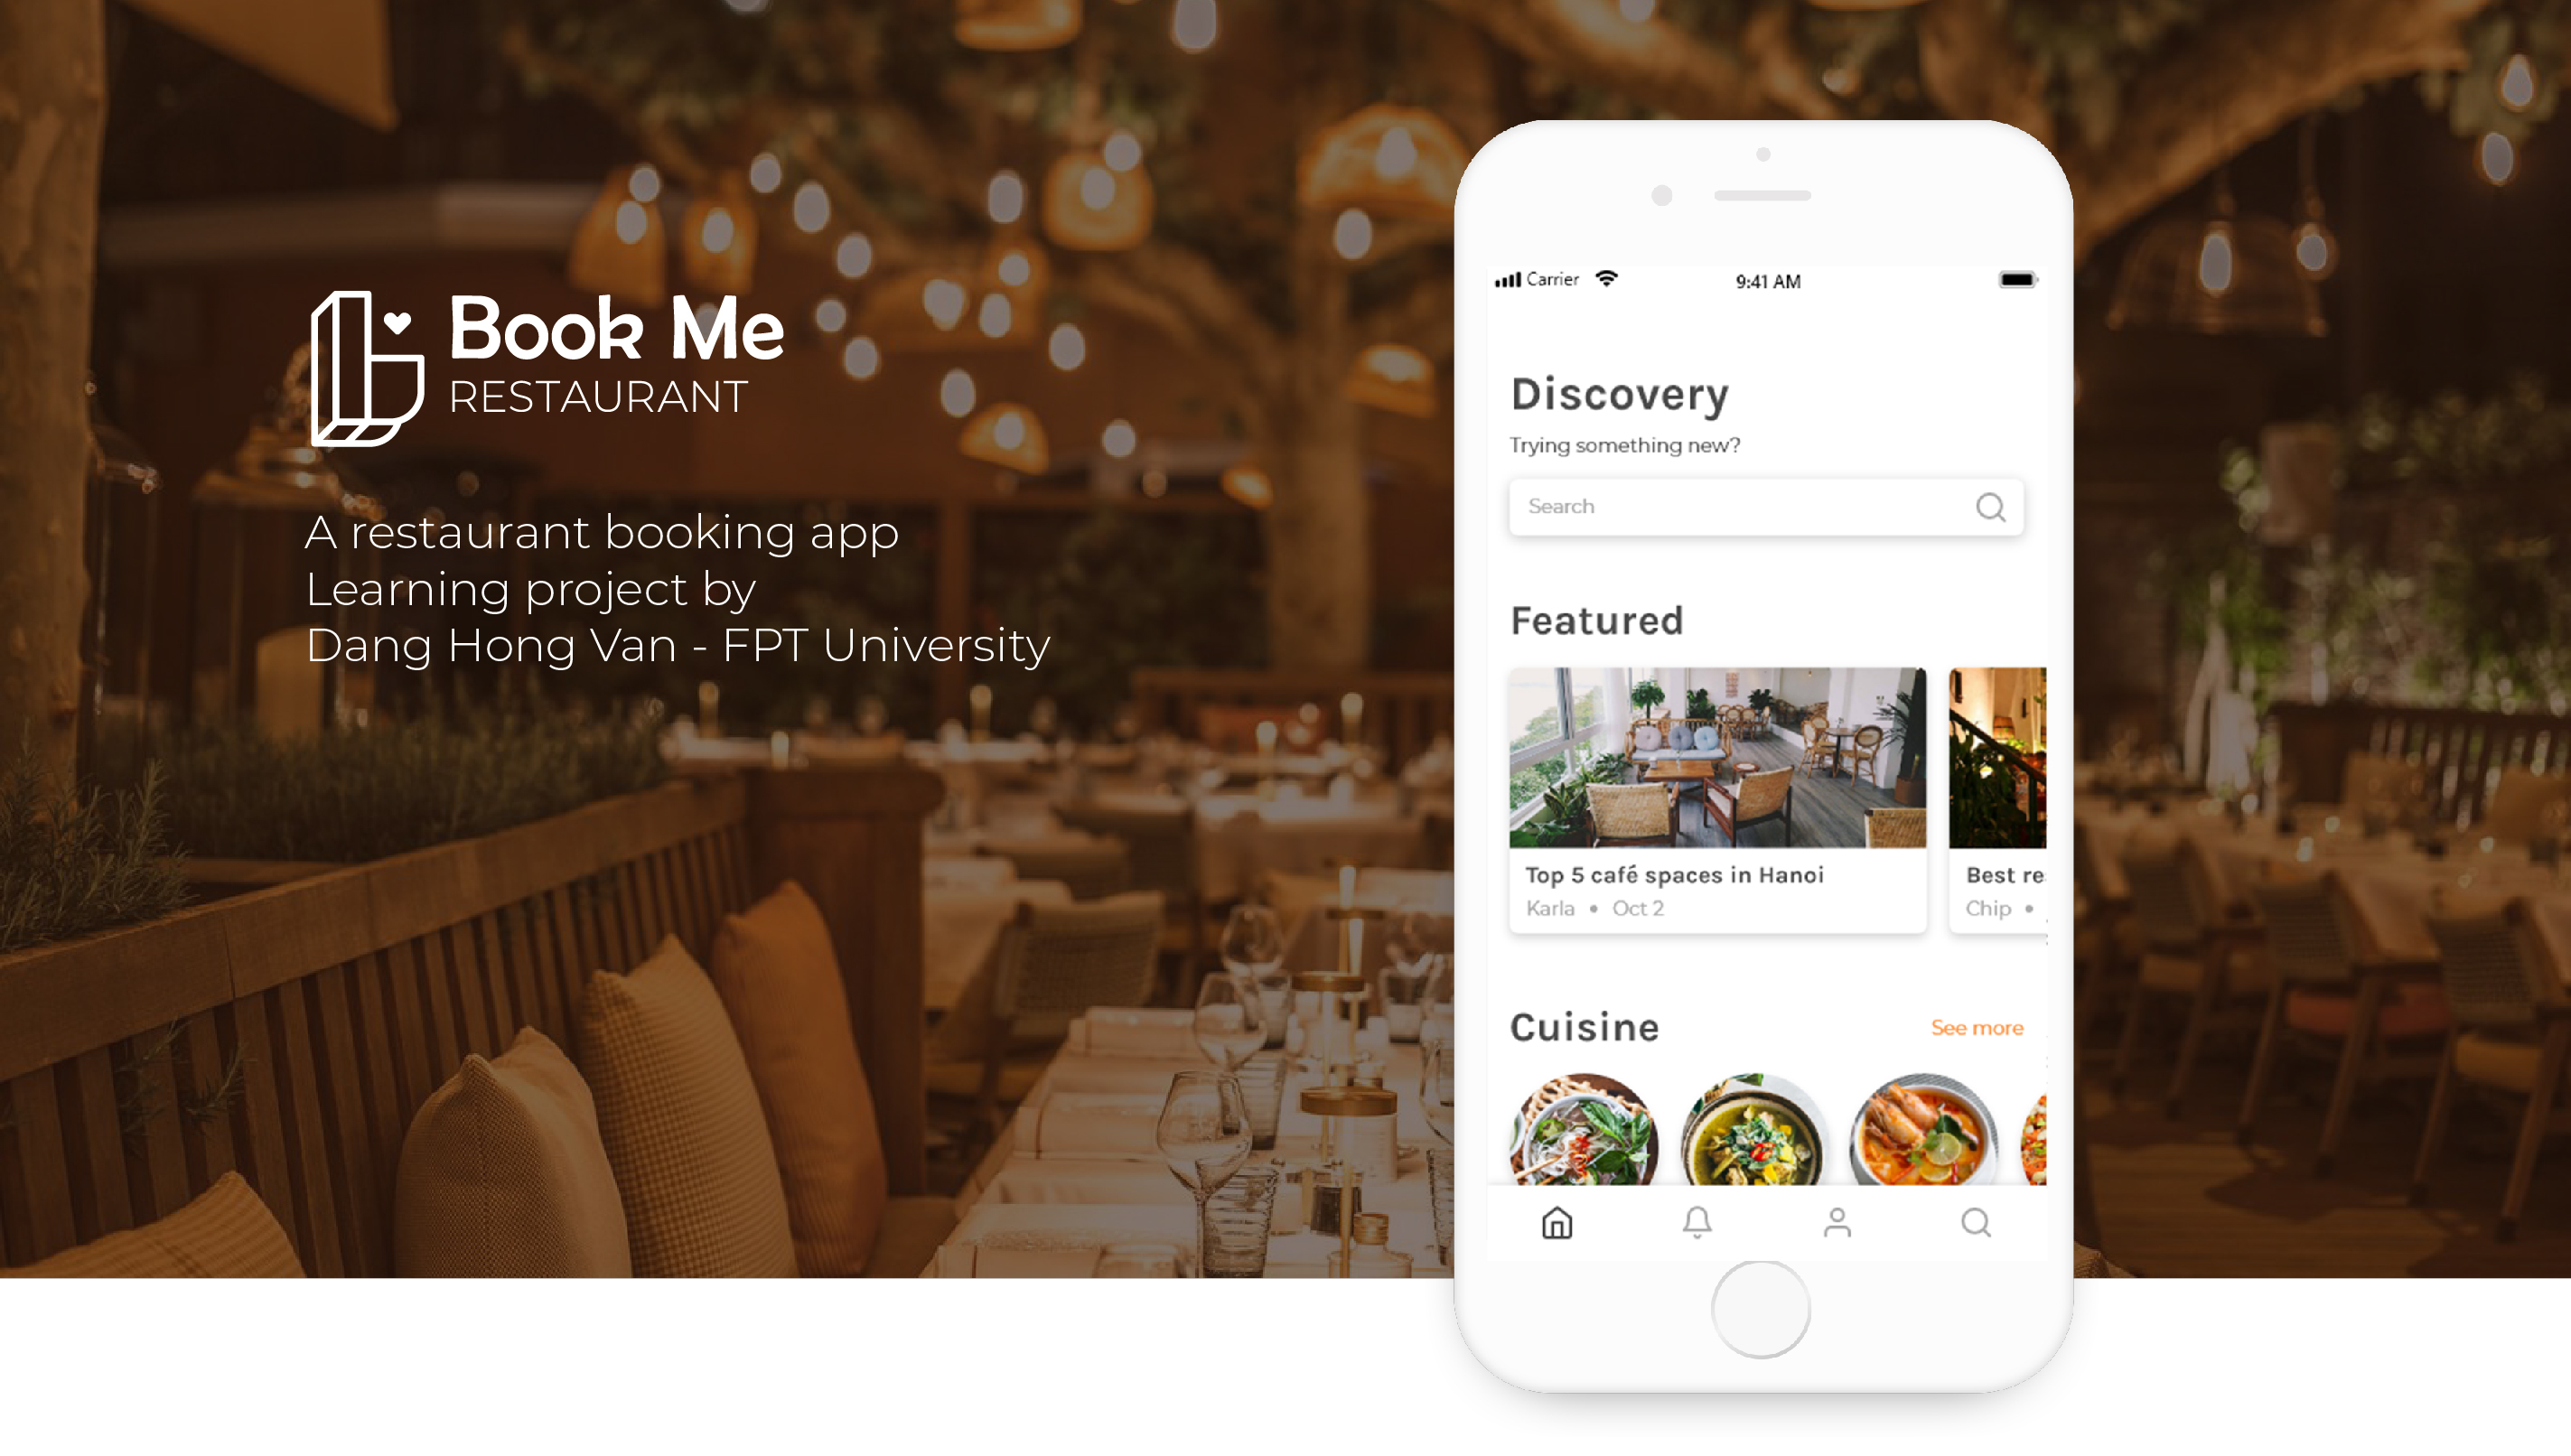 Book Me
RESTAURANT
A restaurant booking app
Learning project by
Dang Hong Van - FPT University
Carrier
9:41 AM
Discovery
Trying something new?
Search
Featured
Top 5 café spaces in Hanoi
Karla • Oct 2
Best re
Chip •
Cuisine
See more